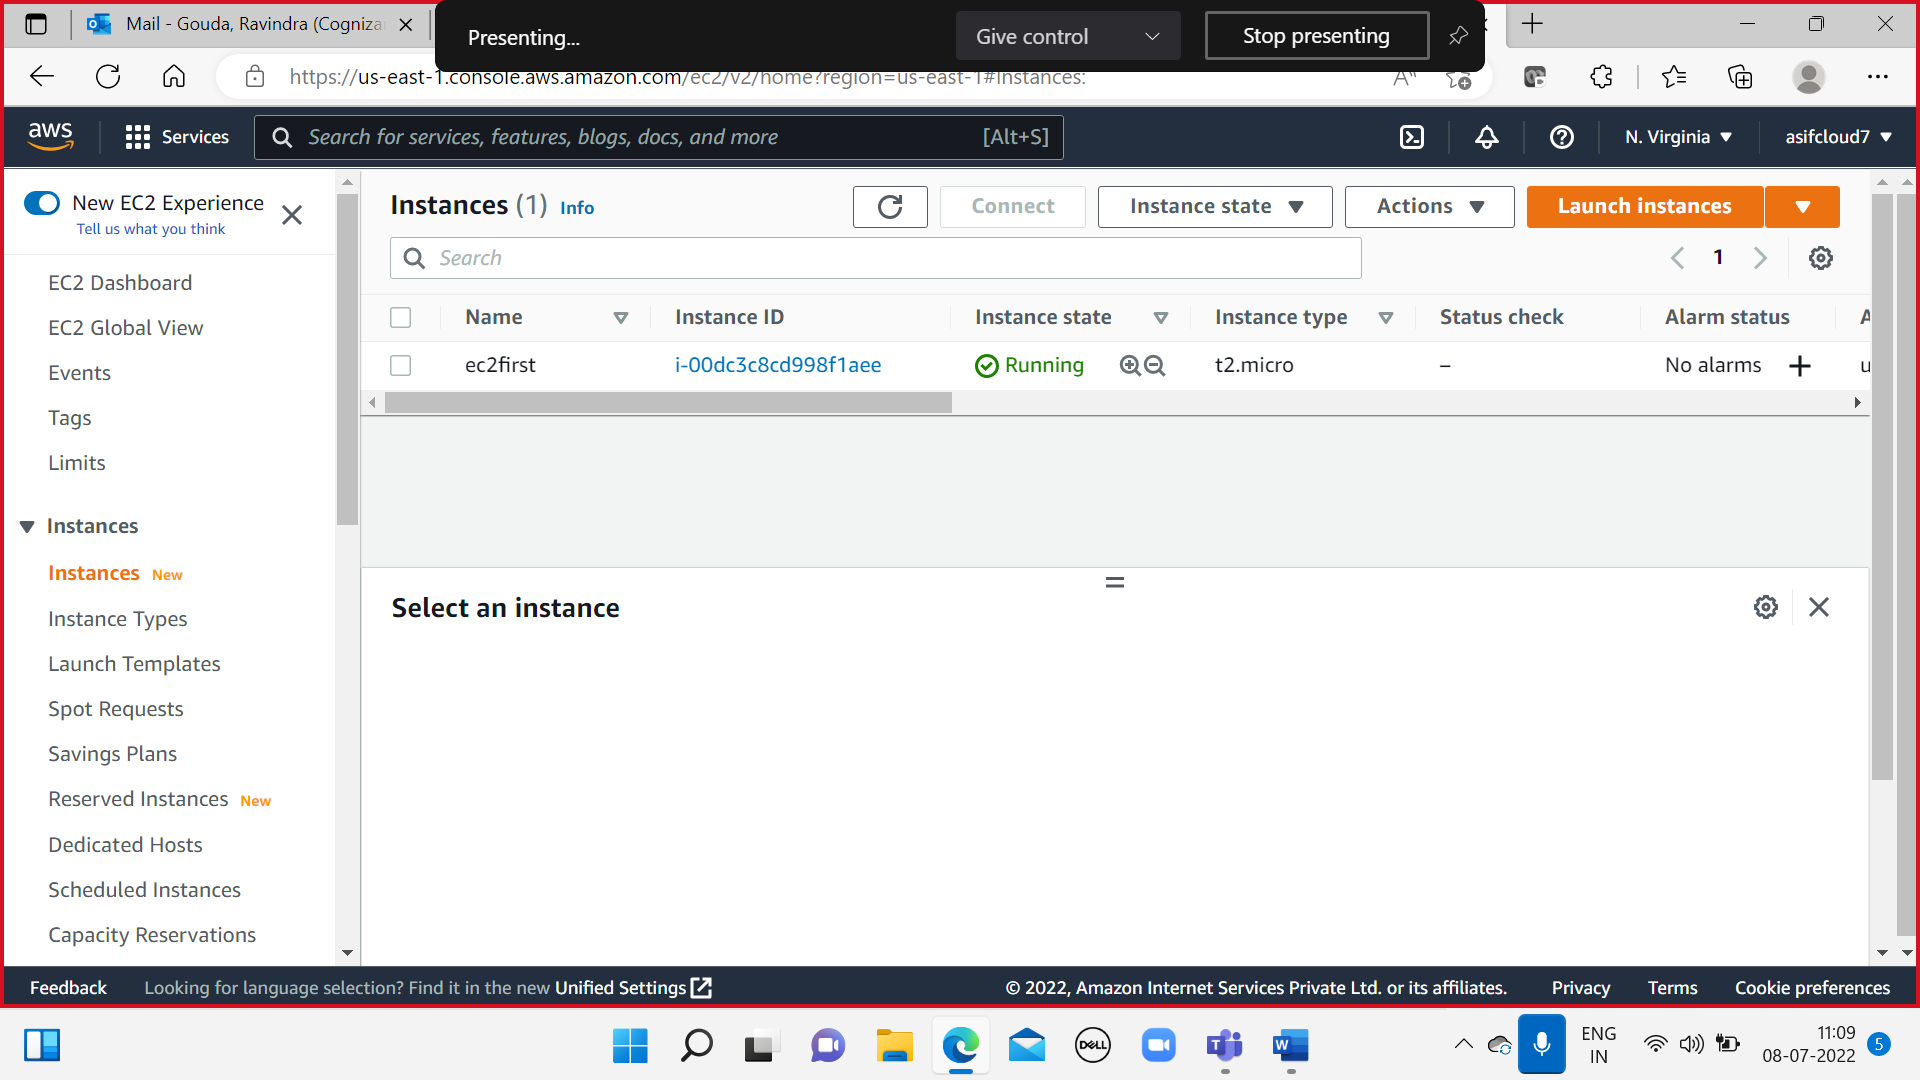 Mail - Gouda, Ravindra (Cogniza
Presenting...
Give control
Stop presenting
https://us-east-1.console.aws.amazon.com/ec2/v2/home?region=us-east-1#Instances:
aws
Services
Search for services, features, blogs, docs, and more
[Alt+S]
N. Virginia
asifcloud7
New EC2 Experience
Tell us what you think
EC2 Dashboard
EC2 Global View
Events
Tags
Limits
Instances
Instances New
Instance Types
Launch Templates
Spot Requests
Savings Plans
Reserved Instances New
Dedicated Hosts
Scheduled Instances
Capacity Reservations
Instances (1) Info
Connect
Instance state
Actions
Launch instances
Search
1
Name Instance ID Instance state Instance type Status check Alarm status A
ec2first i-00dc3c8cd998f1aee Running t2.micro – No alarms u
Select an instance
Feedback
Looking for language selection? Find it in the new Unified Settings
© 2022, Amazon Internet Services Private Ltd. or its affiliates.
Privacy
Terms
Cookie preferences
DELL
T
W
ENG
IN
11:09
08-07-2022
5